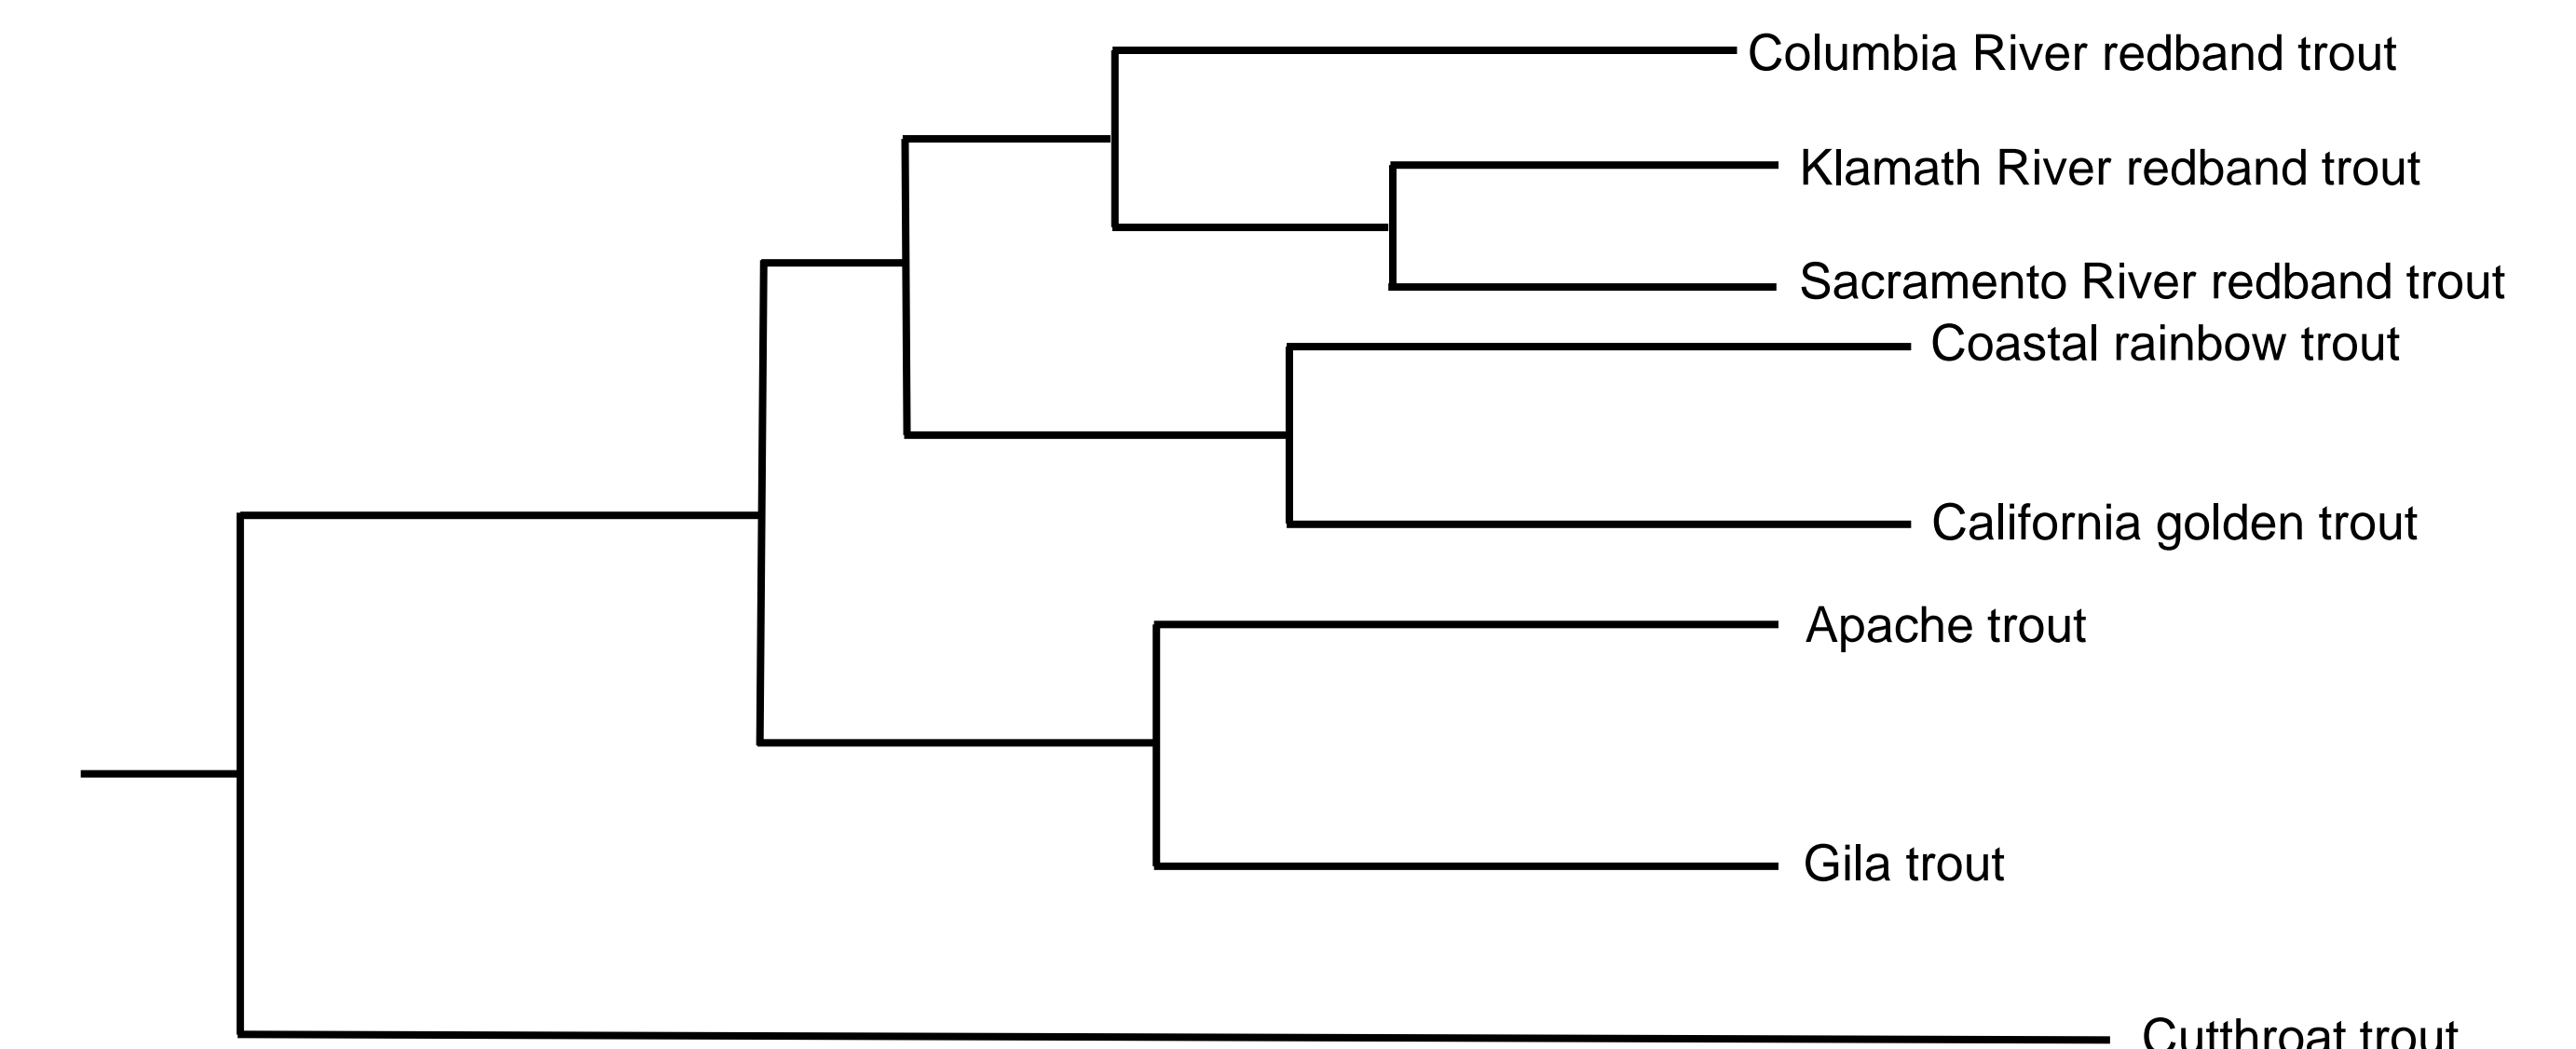 Columbia River redband trout
Klamath River redband trout
Sacramento River redband trout
Coastal rainbow trout
California golden trout
Apache trout
Gila trout
Cutthroat trout